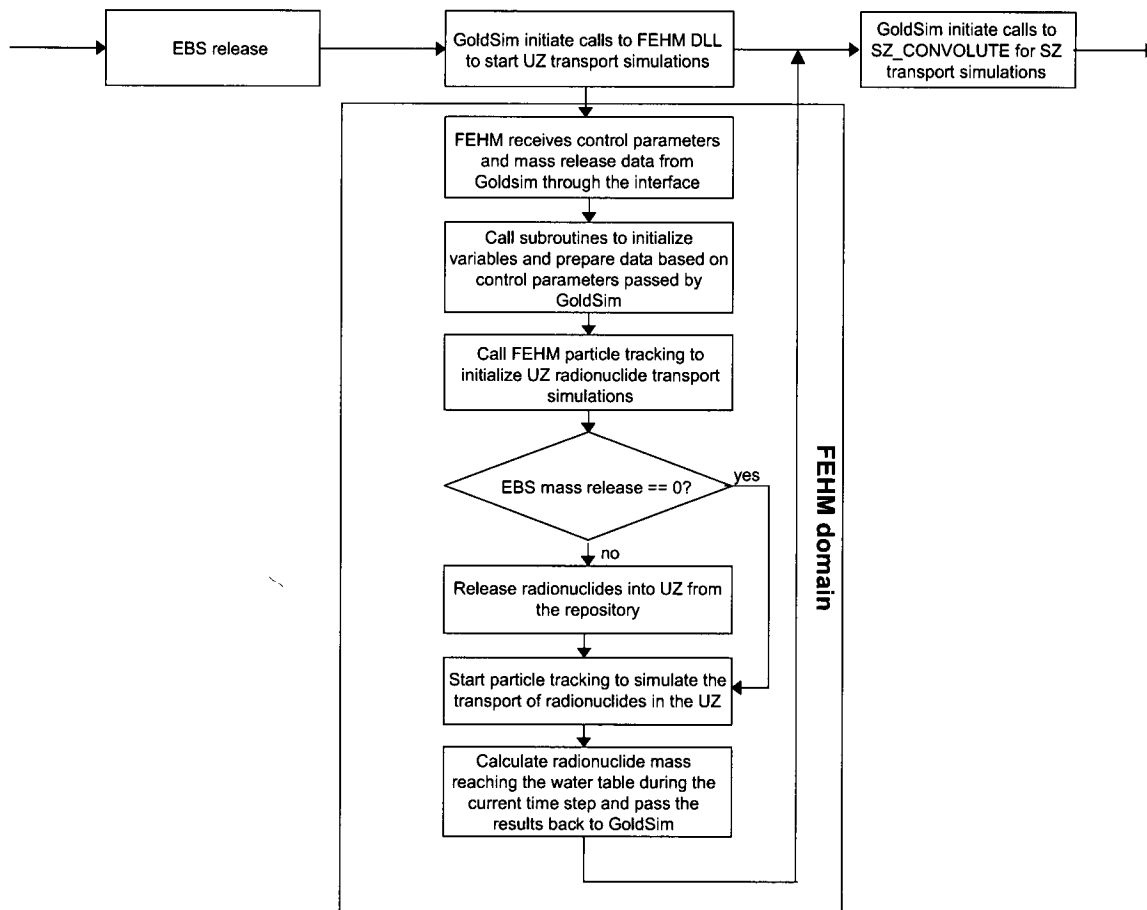 EBS release
GoldSim initiate calls to FEHM DLL
to start UZ transport simulations
GoldSim initiate calls to
SZ_CONVOLUTE for SZ
transport simulations
FEHM receives control parameters
and mass release data from
Goldsim through the interface
Call subroutines to initialize
variables and prepare data based on
control parameters passed by
GoldSim
Call FEHM particle tracking to
initialize UZ radionuclide transport
simulations
EBS mass release == 0?
yes
no
Release radionuclides into UZ from
the repository
Start particle tracking to simulate the
transport of radionuclides in the UZ
Calculate radionuclide mass
reaching the water table during the
current time step and pass the
results back to GoldSim
FEHM domain